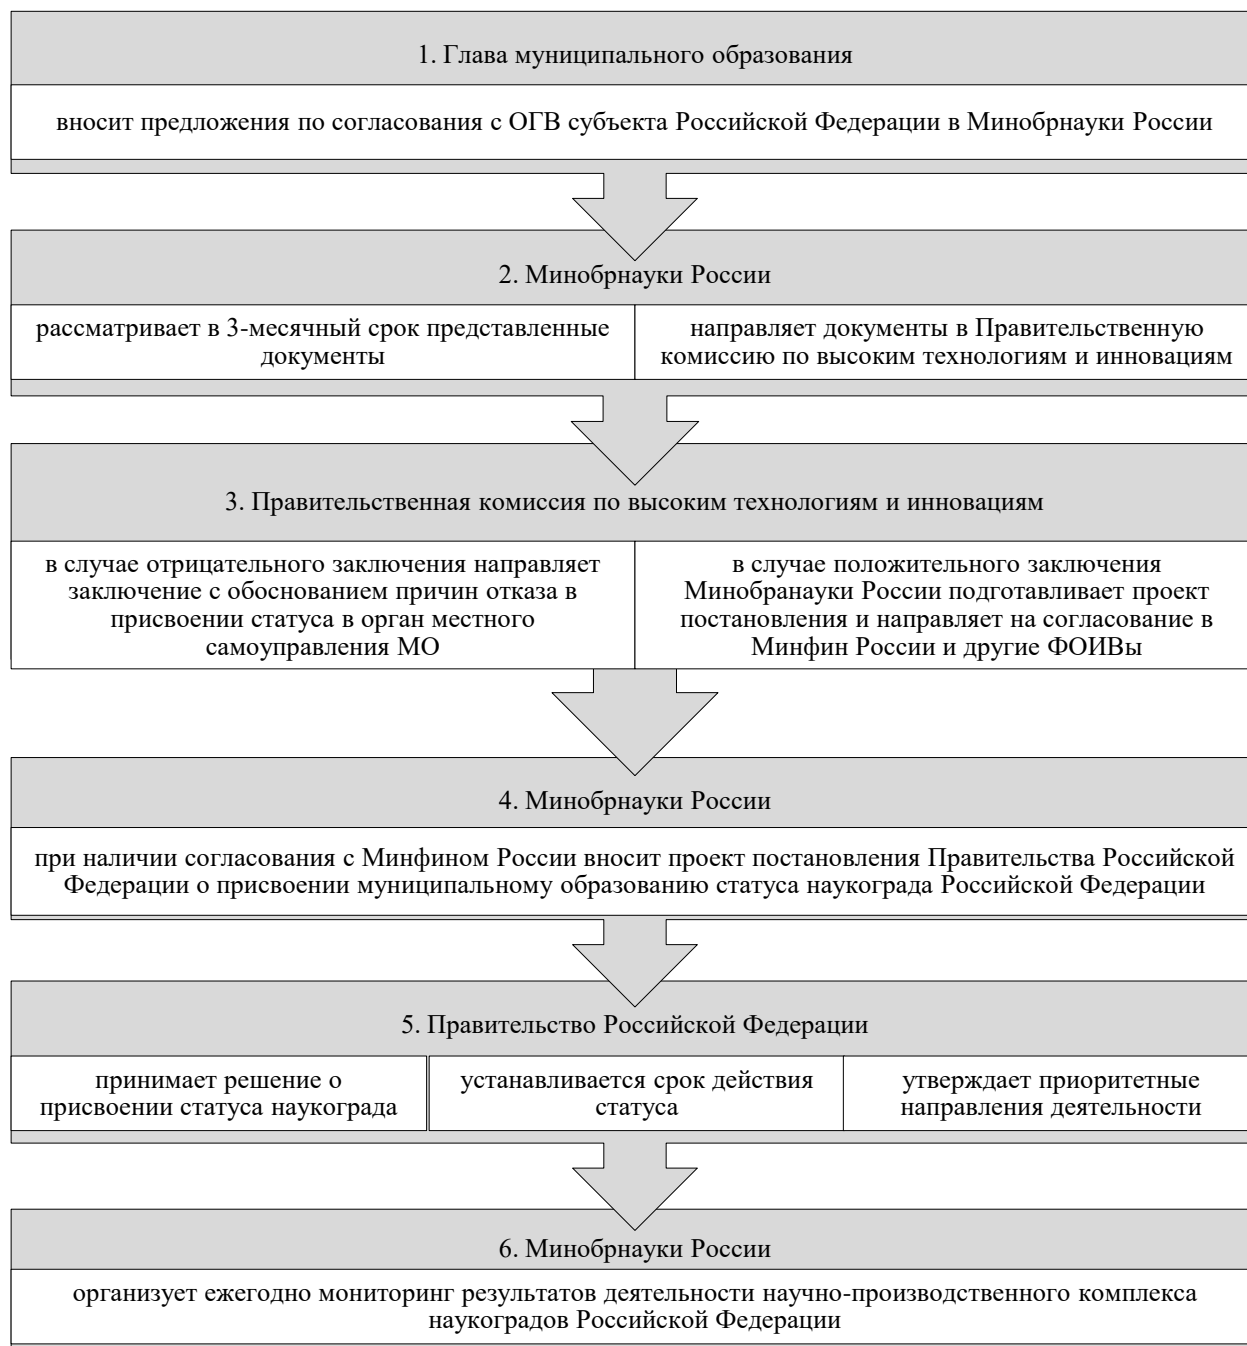 1. Глава муниципального образования
вносит предложения по согласования с ОГВ субъекта Российской Федерации в Минобрнауки России
2. Минобрнауки России
рассматривает в 3-месячный срок представленные
документы
направляет документы в Правительственную
комиссию по высоким технологиям и инновациям
3. Правительственная комиссия по высоким технологиям и инновациям
в случае отрицательного заключения направляет
заключение с обоснованием причин отказа в
присвоении статуса в орган местного
самоуправления МО
в случае положительного заключения
Минобранауки России подготавливает проект
постановления и направляет на согласование в
Минфин России и другие ФОИВы
4. Минобрнауки России
при наличии согласования с Минфином России вносит проект постановления Правительства Российской
Федерации о присвоении муниципальному образованию статуса наукограда Российской Федерации
5. Правительство Российской Федерации
принимает решение о
присвоении статуса наукограда
устанавливается срок действия
статуса
утверждает приоритетные
направления деятельности
6. Минобрнауки России
организует ежегодно мониторинг результатов деятельности научно-производственного комплекса
наукоградов Российской Федерации